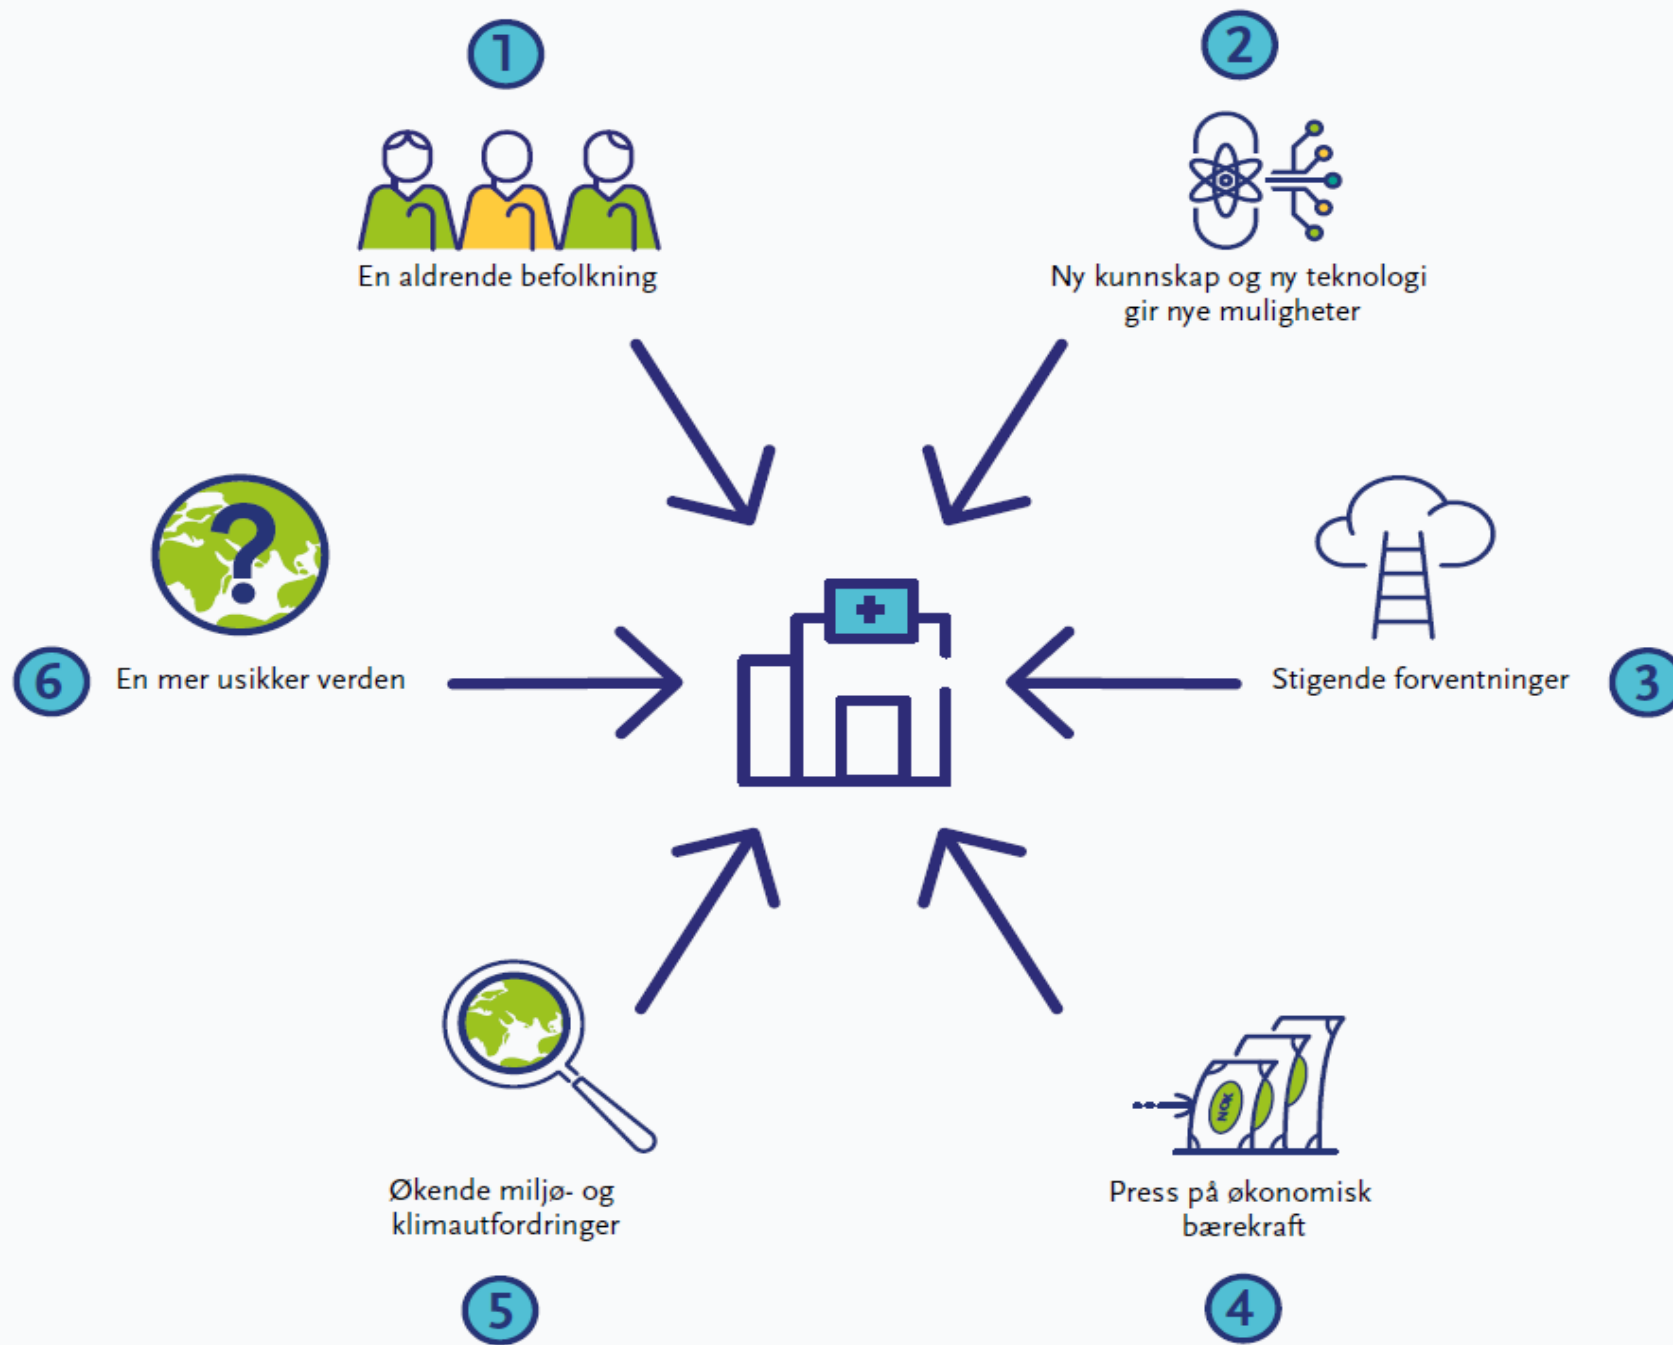 1
En aldrende befolkning
2
Ny kunnskap og ny teknologi
gir nye muligheter
Stigende forventninger
3
NOK
Press på økonomisk
bærekraft
4
Økende miljø- og
klimautfordringer
5
?
En mer usikker verden
6